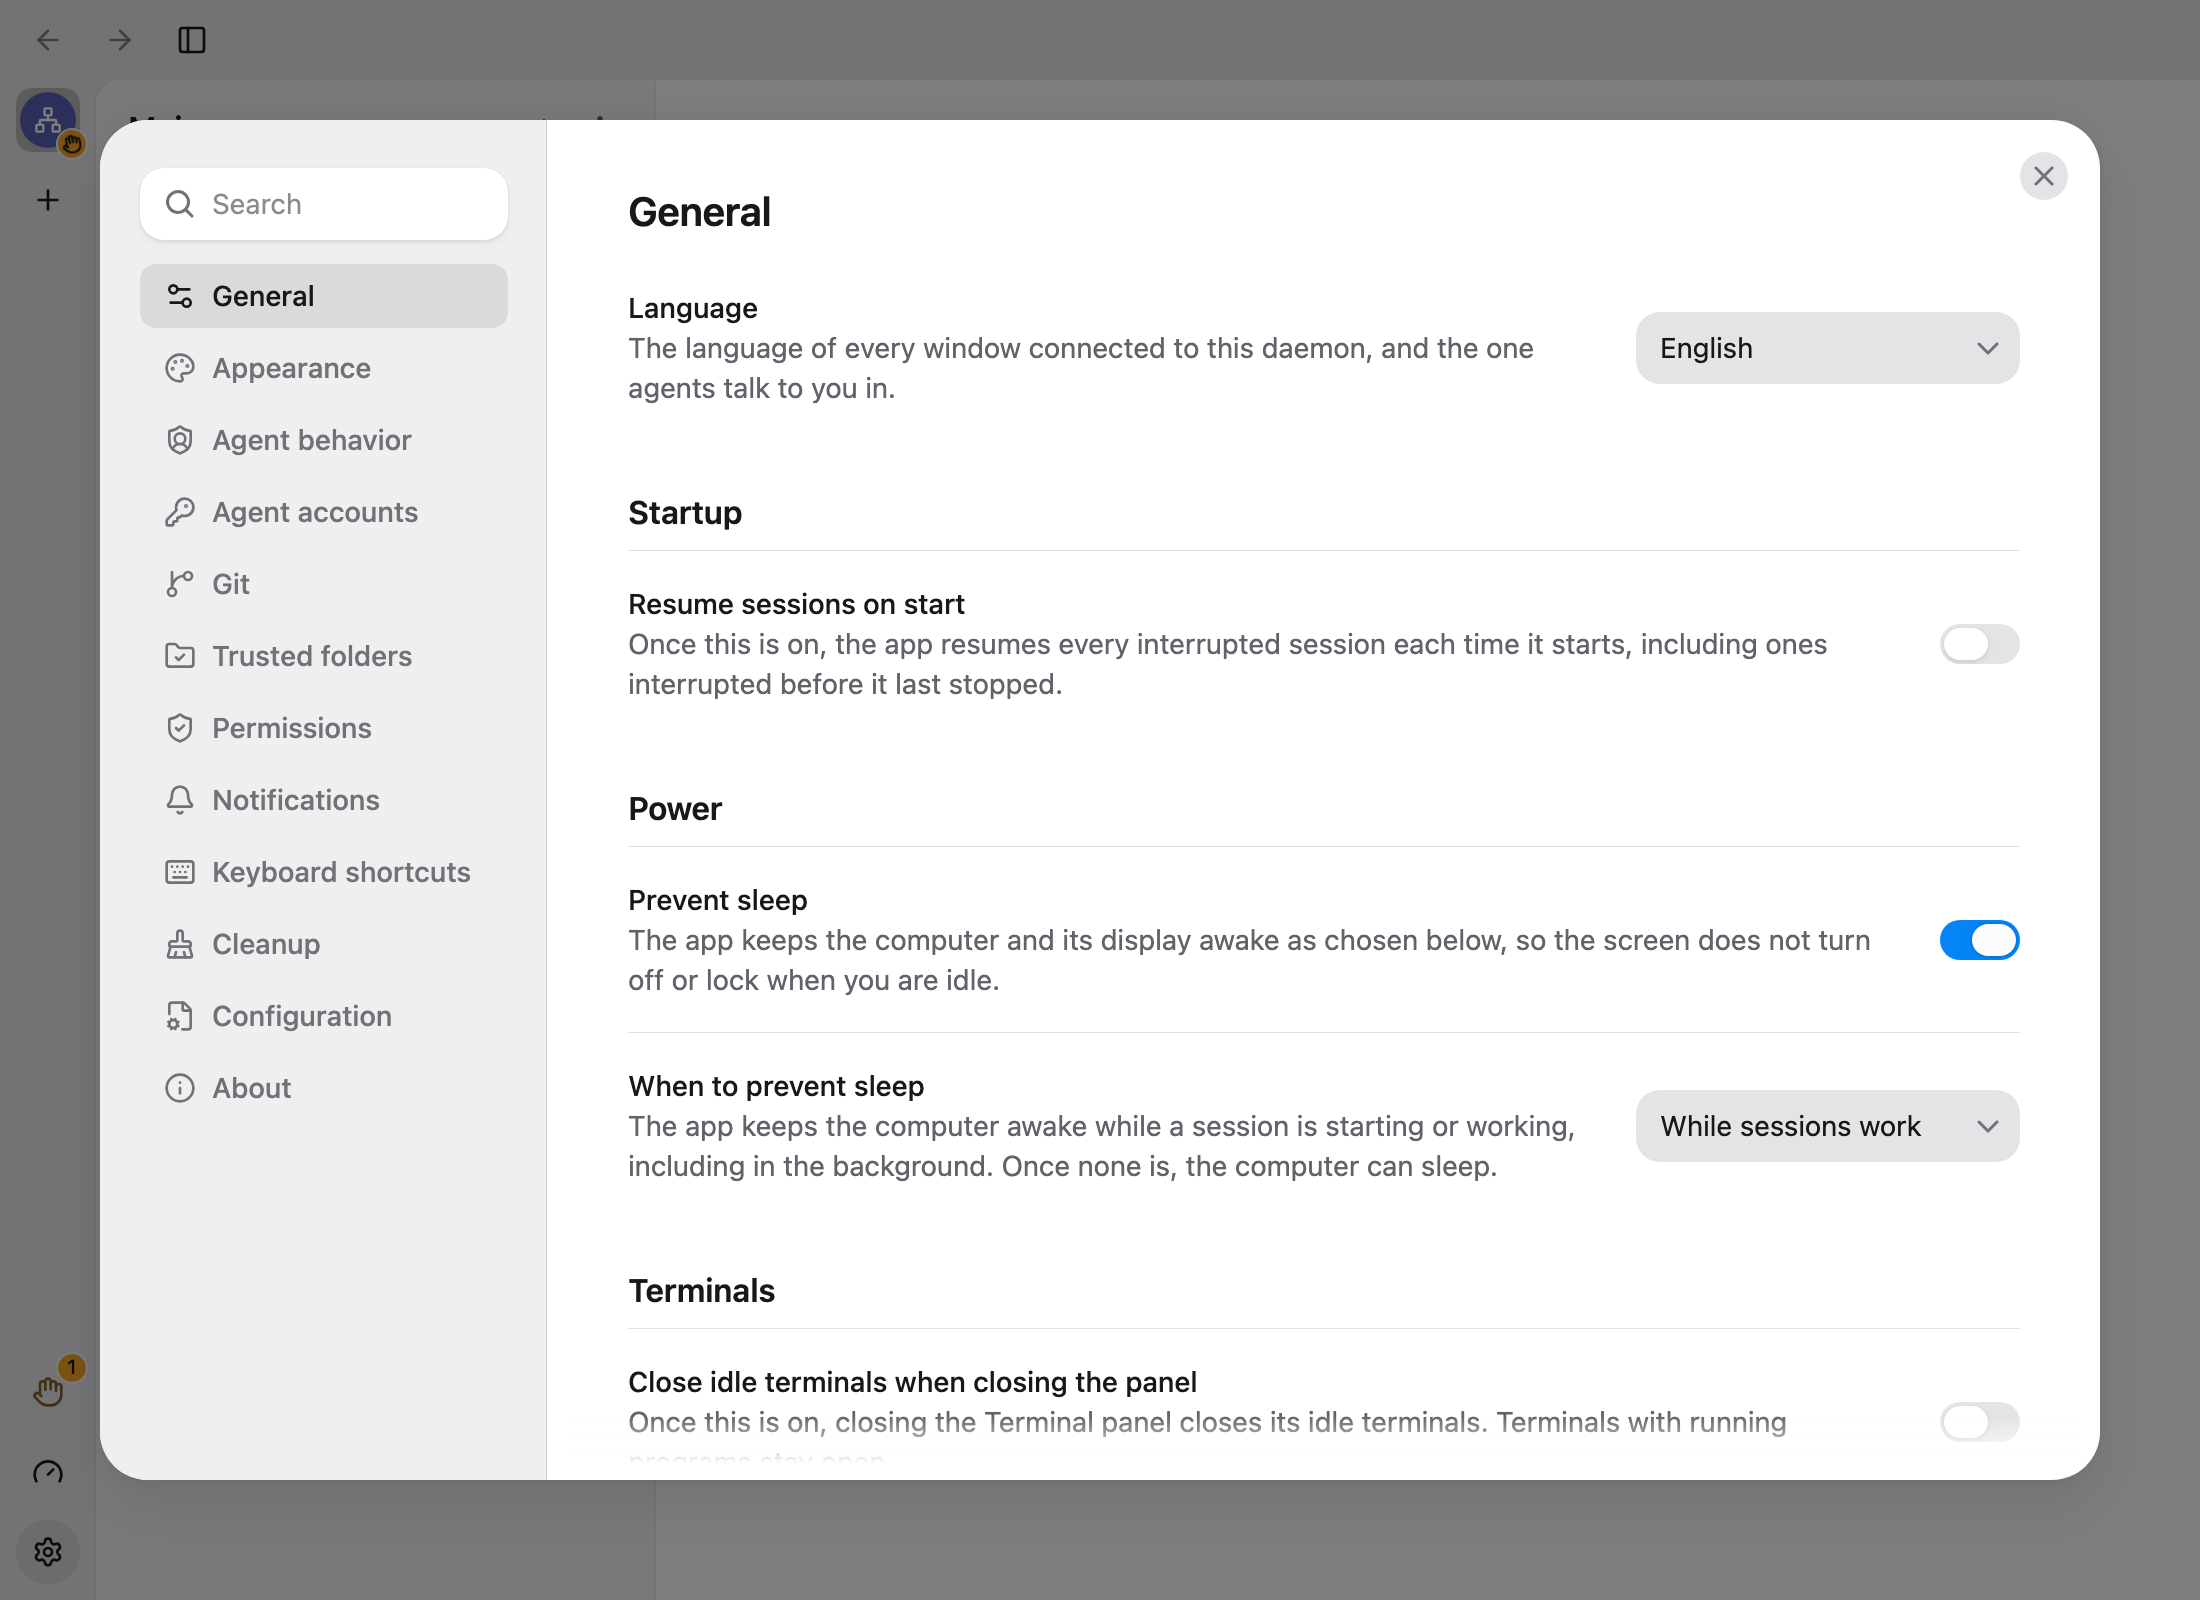 Search
General
Appearance
Agent behavior
Agent accounts
Git
Trusted folders
Permissions
Notifications
Keyboard shortcuts
Cleanup
Configuration
About
1
General
Language
The language of every window connected to this daemon, and the one
agents talk to you in.
English
Startup
Resume sessions on start
Once this is on, the app resumes every interrupted session each time it starts, including ones
interrupted before it last stopped.
Power
Prevent sleep
The app keeps the computer and its display awake as chosen below, so the screen does not turn
off or lock when you are idle.
When to prevent sleep
The app keeps the computer awake while a session is starting or working,
including in the background. Once none is, the computer can sleep.
While sessions work
Terminals
Close idle terminals when closing the panel
Once this is on, closing the Terminal panel closes its idle terminals. Terminals with running
programs stay open.